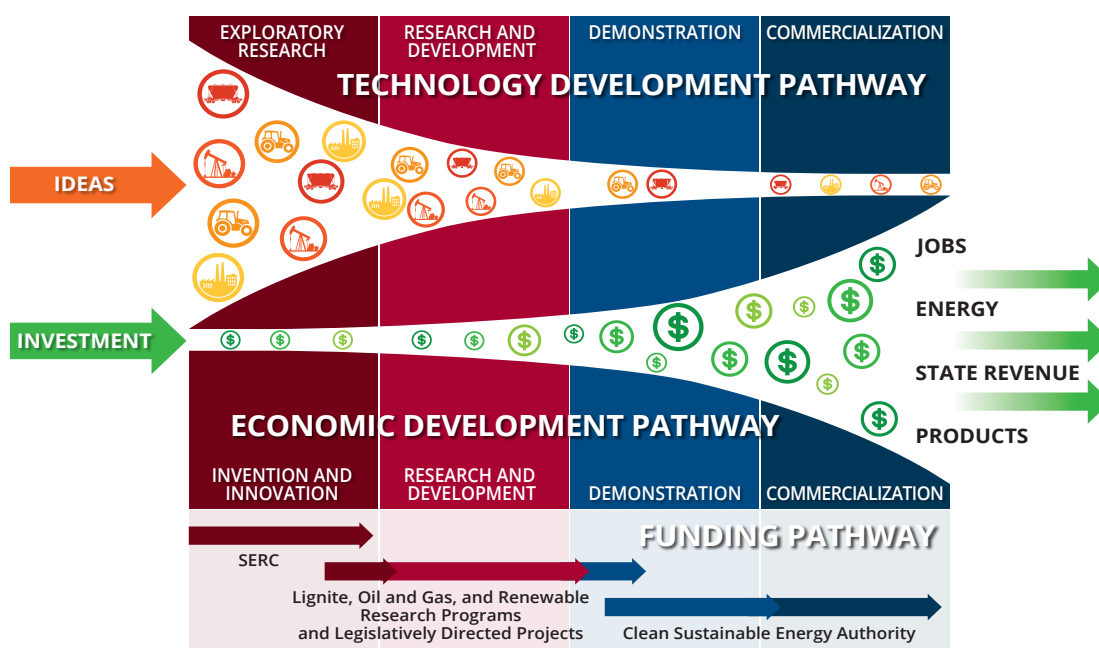 EXPLORATORY
RESEARCH
RESEARCH AND
DEVELOPMENT
DEMONSTRATION
COMMERCIALIZATION
TECHNOLOGY DEVELOPMENT PATHWAY
IDEAS
INVESTMENT
$ $ $ $ $ $ $ $ $ $ $ $ $ $ $ $ $ $ $
JOBS
ENERGY
STATE REVENUE
PRODUCTS
ECONOMIC DEVELOPMENT PATHWAY
INVENTION AND
INNOVATION
RESEARCH AND
DEVELOPMENT
DEMONSTRATION
COMMERCIALIZATION
FUNDING PATHWAY
SERC
Lignite, Oil and Gas, and Renewable
Research Programs
and Legislatively Directed Projects
Clean Sustainable Energy Authority